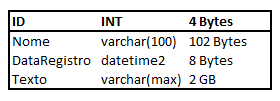 ID INT 4 Bytes
Nome varchar(100) 102 Bytes
DataRegistro datetime2 8 Bytes
Texto varchar(max) 2 GB